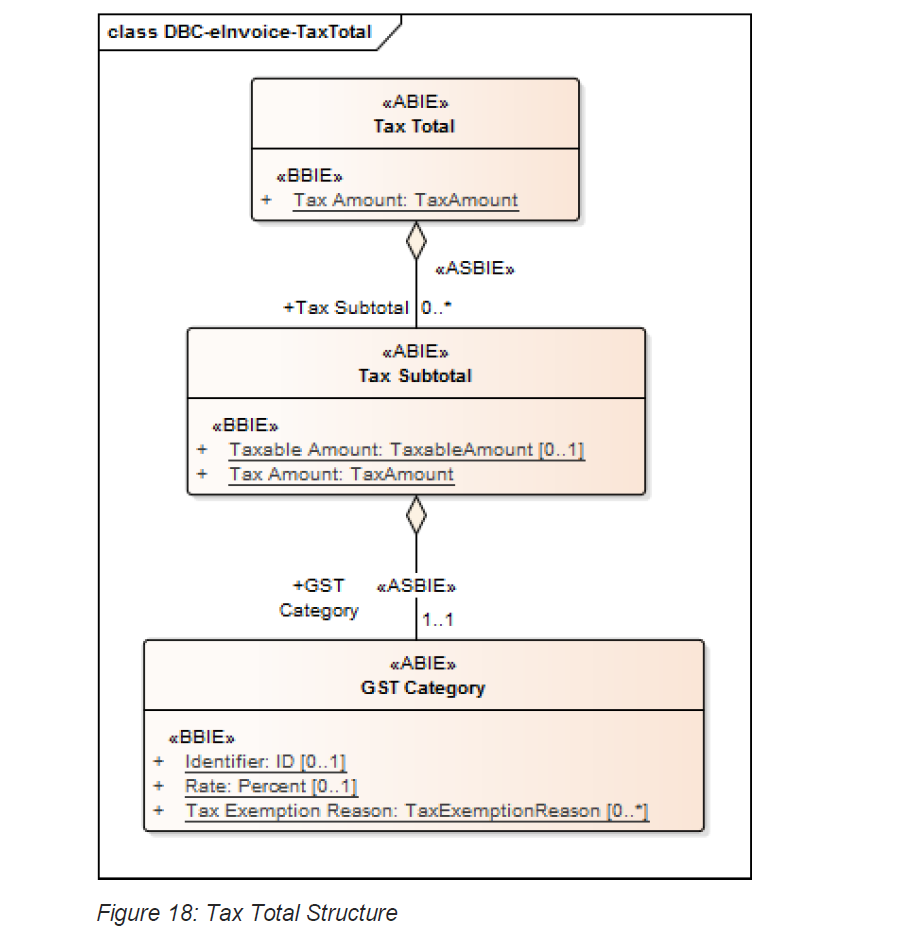 class DBC-eInvoice-TaxTotal
«ABIE»
Tax Total
«BBIE»
+ Tax Amount: TaxAmount
«ASBIE»
+Tax Subtotal 0..*
«ABIE»
Tax Subtotal
«BBIE»
+ Taxable Amount: TaxableAmount [0..1]
+ Tax Amount: TaxAmount
+GST «ASBIE»
Category
1..1
«ABIE»
GST Category
«BBIE»
+ Identifier: ID [0..1]
+ Rate: Percent [0..1]
+ Tax Exemption Reason: TaxExemptionReason [0..*]
Figure 18: Tax Total Structure